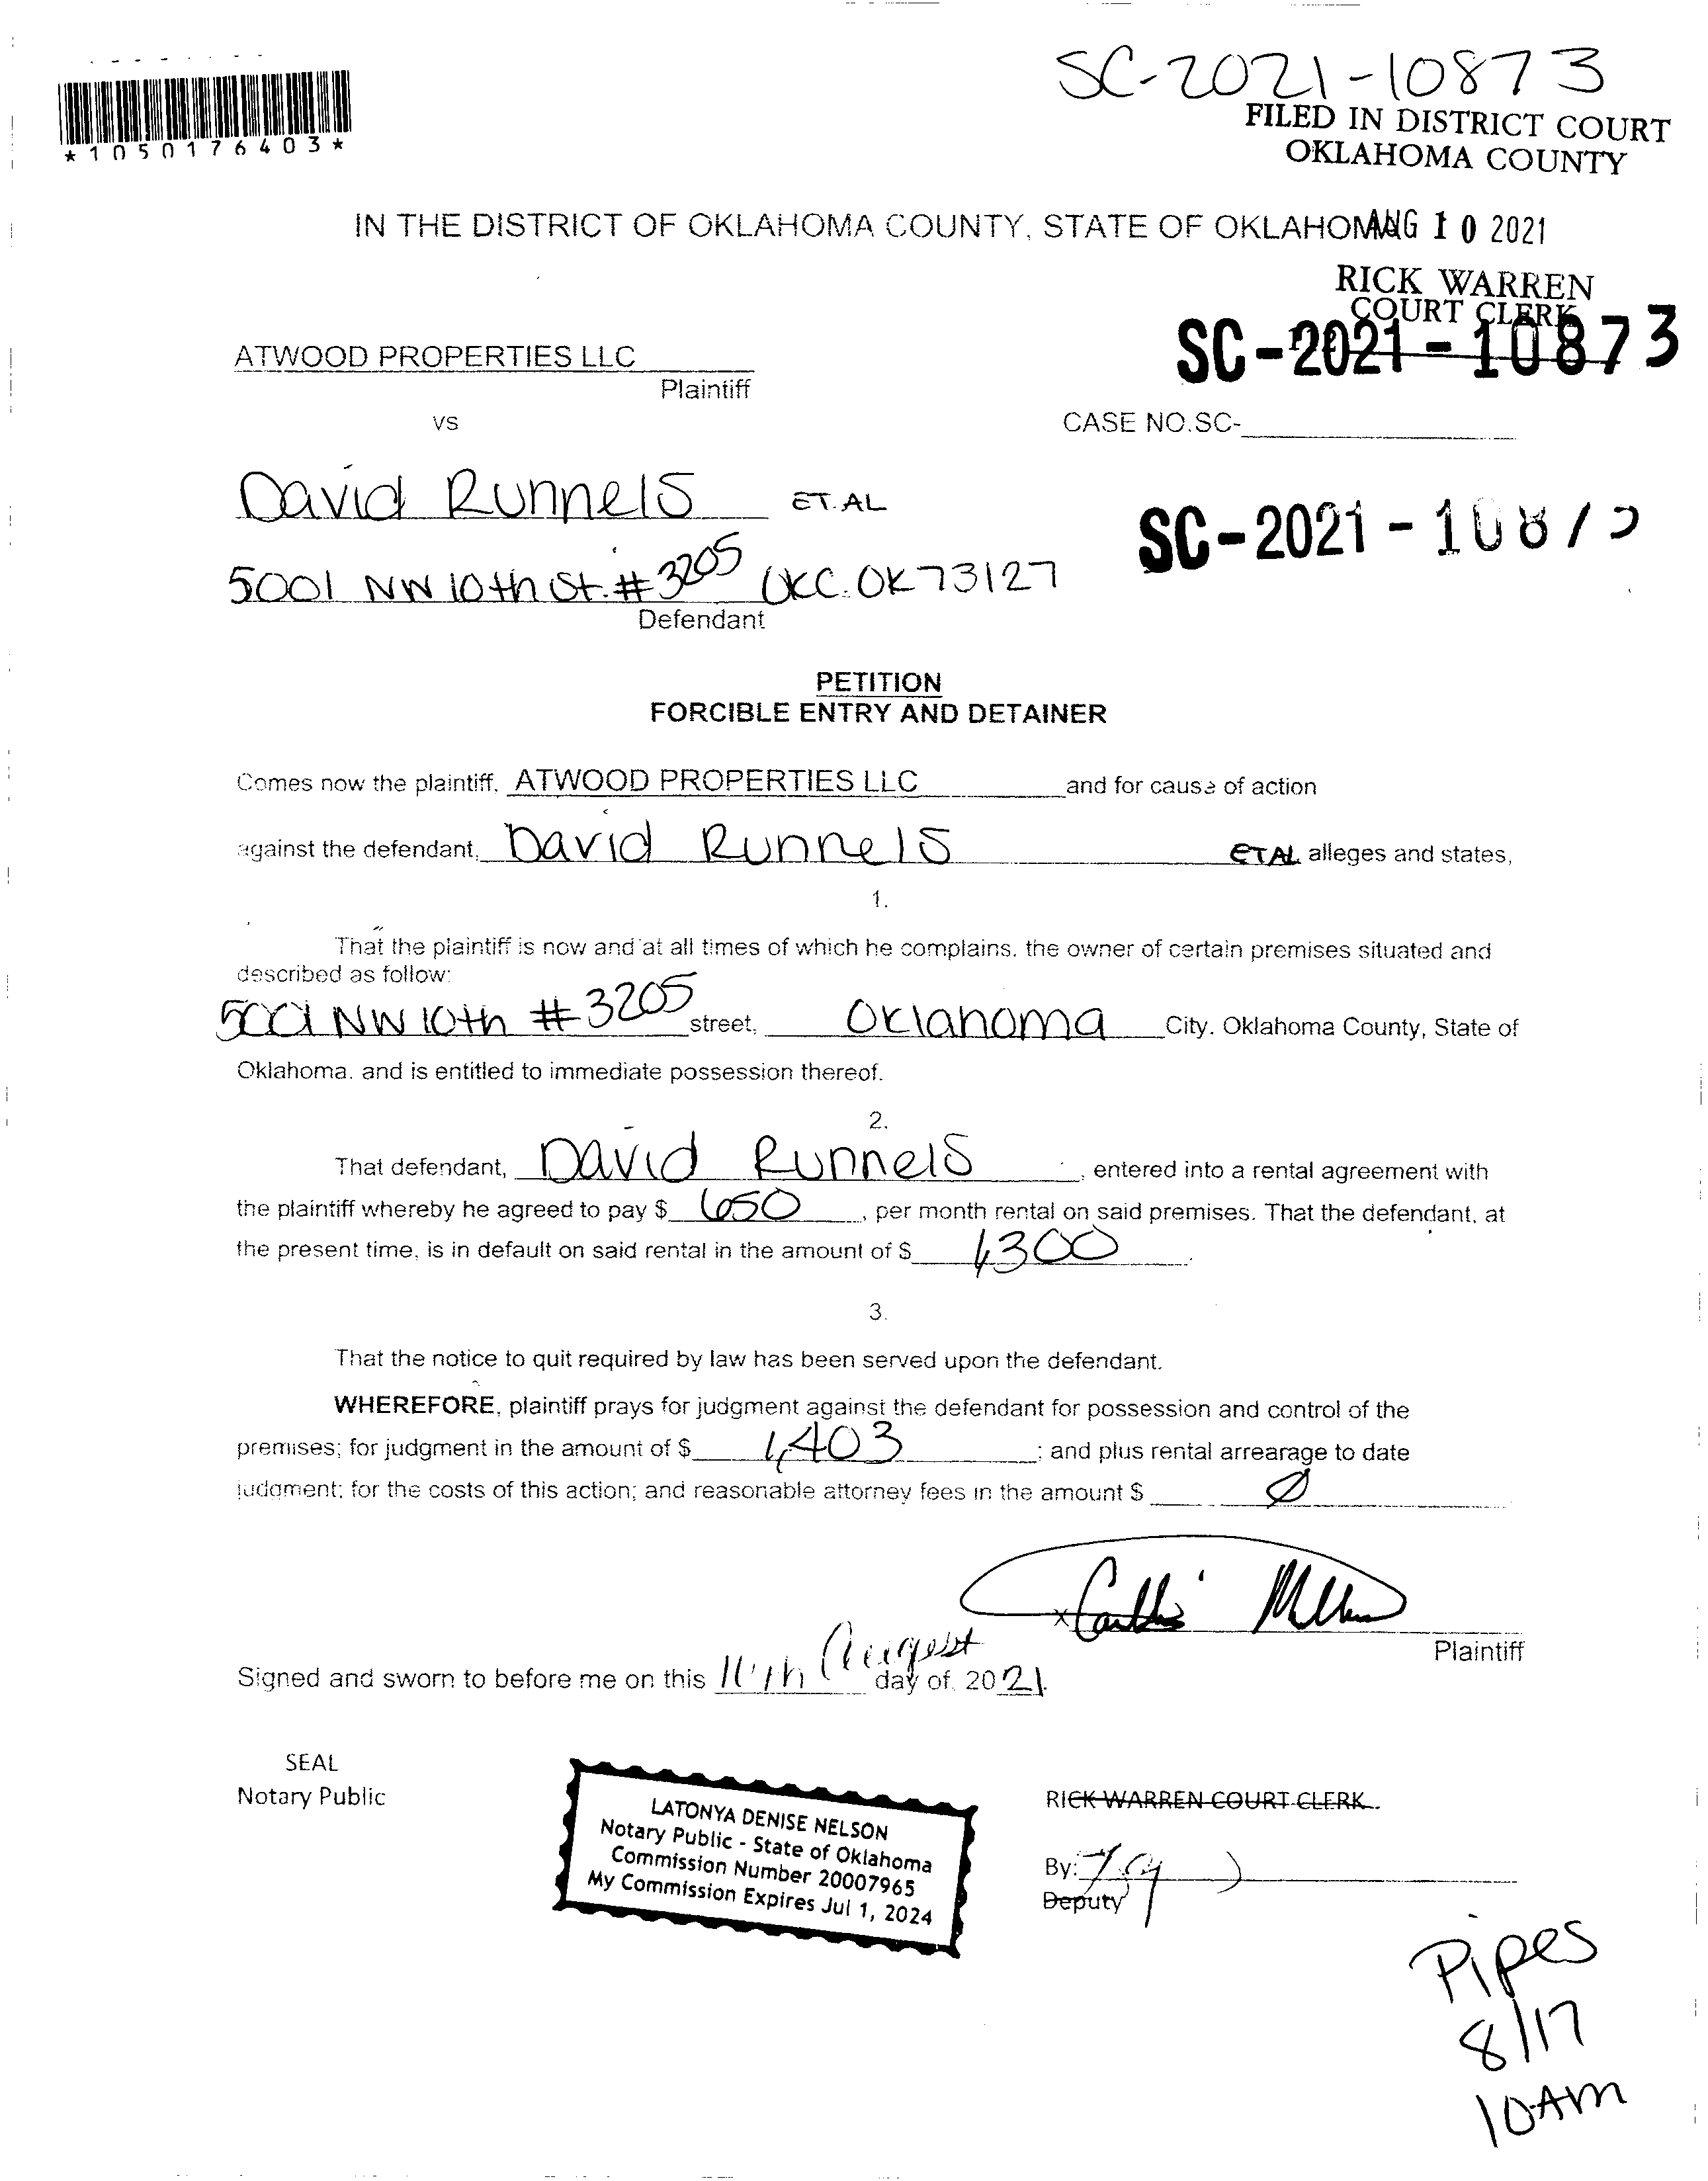 SC-2021-10873
FILED IN DISTRICT COURT
OKLAHOMA COUNTY
*1050176403*
IN THE DISTRICT OF OKLAHOMA COUNTY, STATE OF OKLAHOMA
AUG 10 2021
RICK WARREN
COURT CLERK
SC-2021-10873
ATWOOD PROPERTIES LLC
Plaintiff
vs
CASE NO.SC-
David Runnels ET.AL
SC-2021-
5001 NW 10th St. #3205 OKC. OK 73127
Defendant
PETITION
FORCIBLE ENTRY AND DETAINER
Comes now the plaintiff, ATWOOD PROPERTIES LLC and for cause of action
against the defendant, David Runnels ETAL alleges and states,
1.
That the plaintiff is now and at all times of which he complains, the owner of certain premises situated and
described as follow:
5001 NW 10th #3205 street, Oklahoma City. Oklahoma County, State of
Oklahoma. and is entitled to immediate possession thereof.
2.
That defendant, David Runnels, entered into a rental agreement with
the plaintiff whereby he agreed to pay $ 650, per month rental on said premises. That the defendant, at
the present time, is in default on said rental in the amount of $ 1,300.
3.
That the notice to quit required by law has been served upon the defendant.
WHEREFORE, plaintiff prays for judgment against the defendant for possession and control of the
premises; for judgment in the amount of $ 1,403; and plus rental arrearage to date
judgment; for the costs of this action; and reasonable attorney fees in the amount $ Ø
x
Plaintiff
Signed and sworn to before me on this August day of, 2021.
SEAL
Notary Public
LATONYA DENISE NELSON
Notary Public - State of Oklahoma
Commission Number 20007965
My Commission Expires Jul 1, 2024
RICK WARREN COURT CLERK
By:
Deputy
Pipes
8/17
10AM